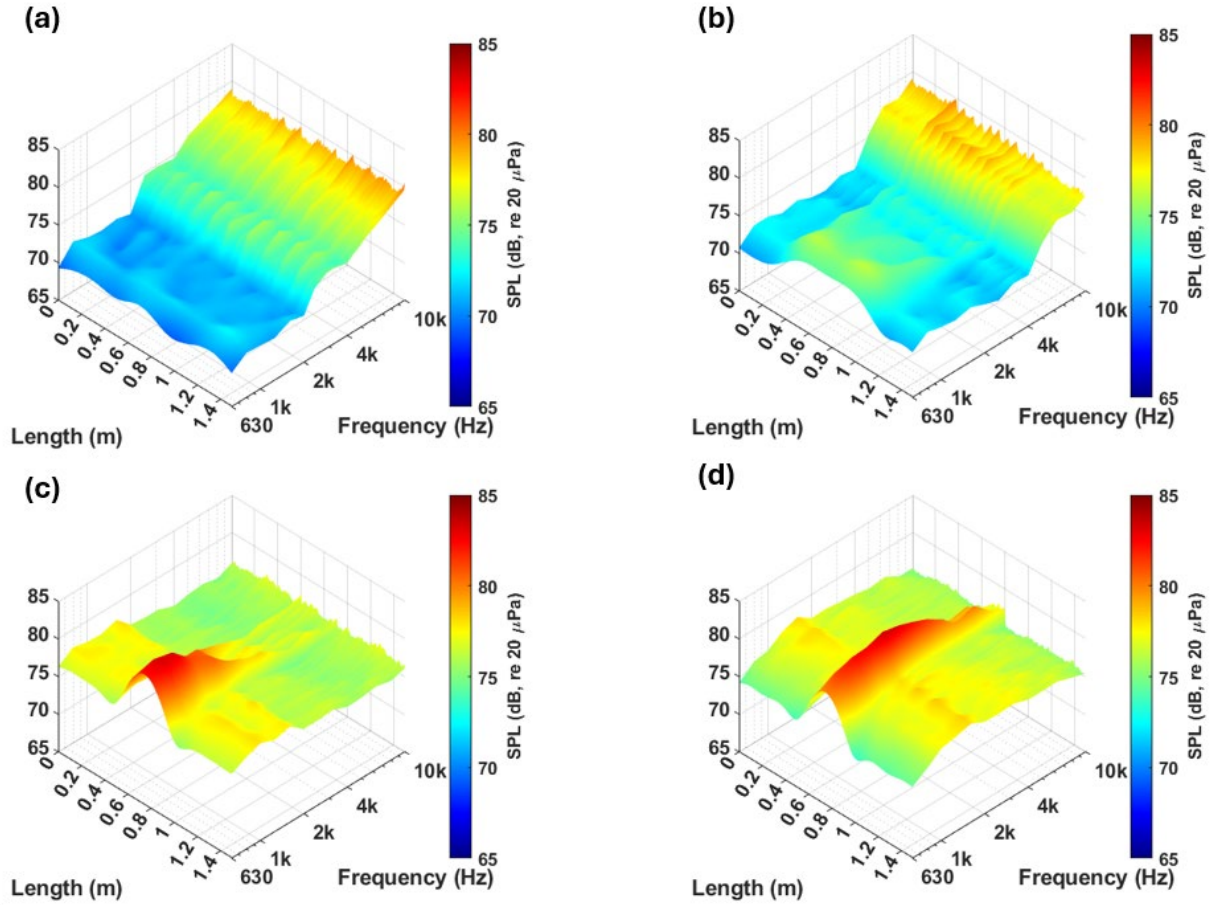 (a)
85
80
75
70
65
0
0.2
0.4
0.6
0.8
1
1.2
1.4
Length (m)
630
1k
2k
4k
10k
Frequency (Hz)
85
80
75
70
65
SPL (dB, re 20 μPa)
(b)
85
80
75
70
65
0
0.2
0.4
0.6
0.8
1
1.2
1.4
Length (m)
630
1k
2k
4k
10k
Frequency (Hz)
85
80
75
70
65
SPL (dB, re 20 μPa)
(c)
85
80
75
70
65
0
0.2
0.4
0.6
0.8
1
1.2
1.4
Length (m)
630
1k
2k
4k
10k
Frequency (Hz)
85
80
75
70
65
SPL (dB, re 20 μPa)
(d)
85
80
75
70
65
0
0.2
0.4
0.6
0.8
1
1.2
1.4
Length (m)
630
1k
2k
4k
10k
Frequency (Hz)
85
80
75
70
65
SPL (dB, re 20 μPa)